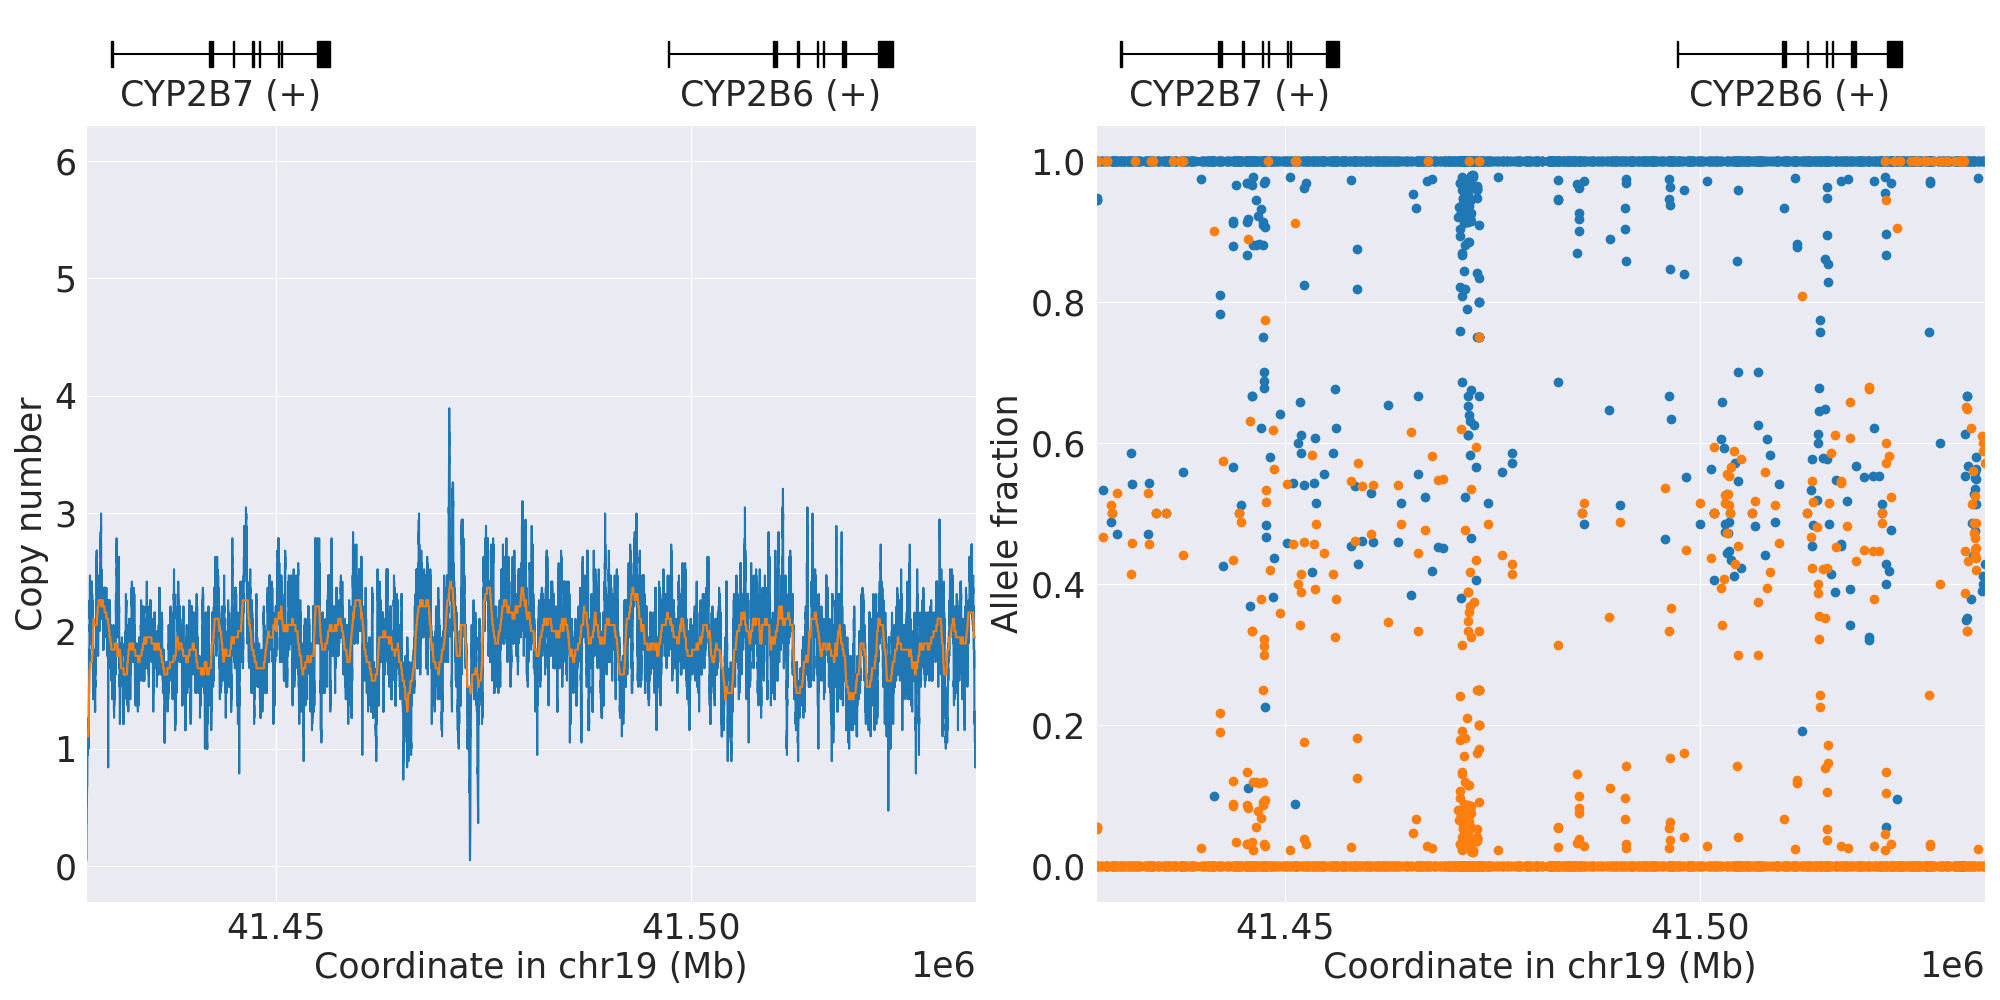 CYP2B7 (+)
CYP2B6 (+)
6
5
4
3
2
1
0
Copy number
41.45
41.50
Coordinate in chr19 (Mb)
1e6
CYP2B7 (+)
CYP2B6 (+)
1.0
0.8
0.6
0.4
0.2
0.0
Allele fraction
41.45
41.50
Coordinate in chr19 (Mb)
1e6